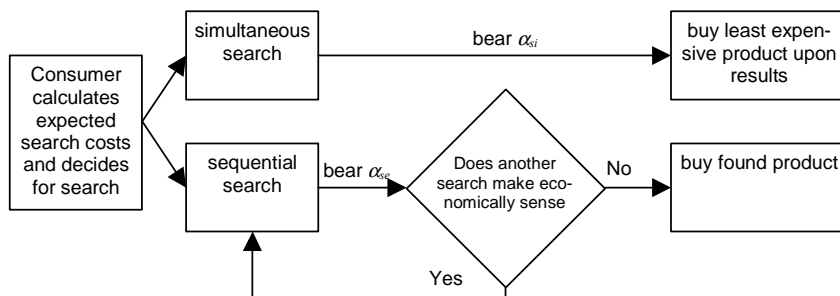 Consumer
calculates
expected
search costs
and decides
for search
simultaneous
search
bear αsi
buy least expen-
sive product upon
results
sequential
search
bear αse
Does another
search make eco-
nomically sense
No
buy found product
Yes